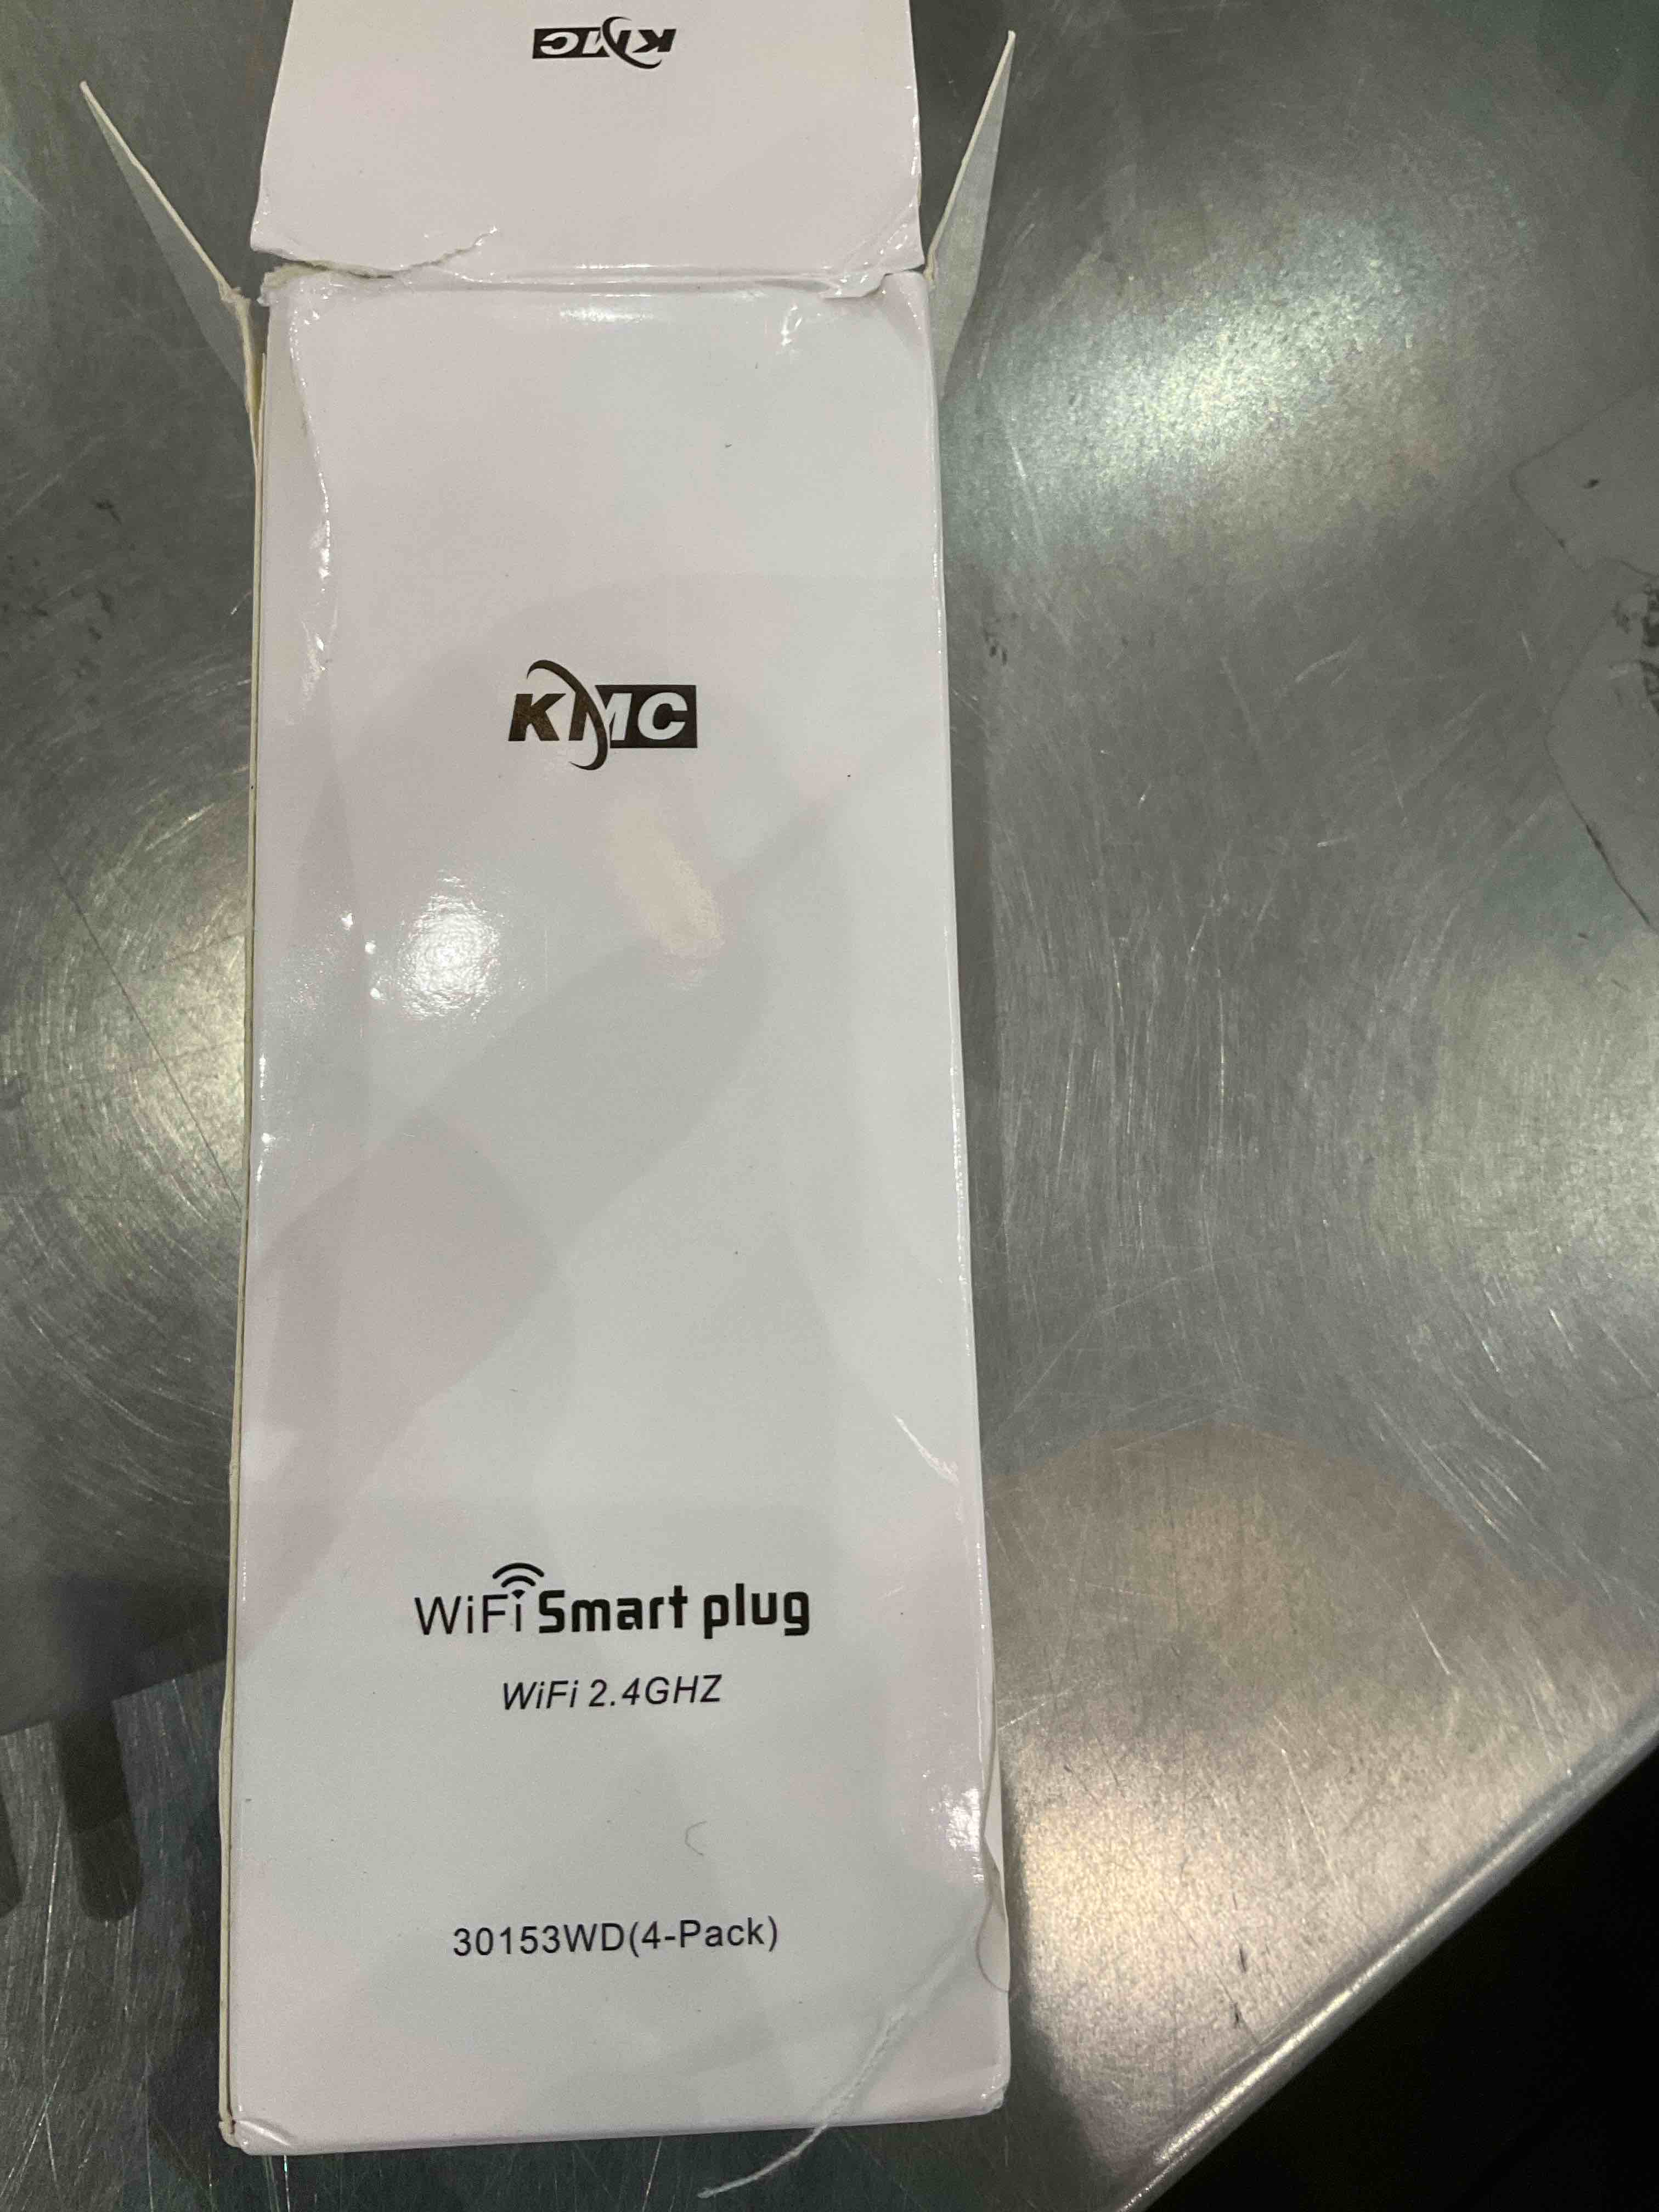 KMC
KMC
WiFi Smart plug
WiFi 2.4GHZ
30153WD(4-Pack)